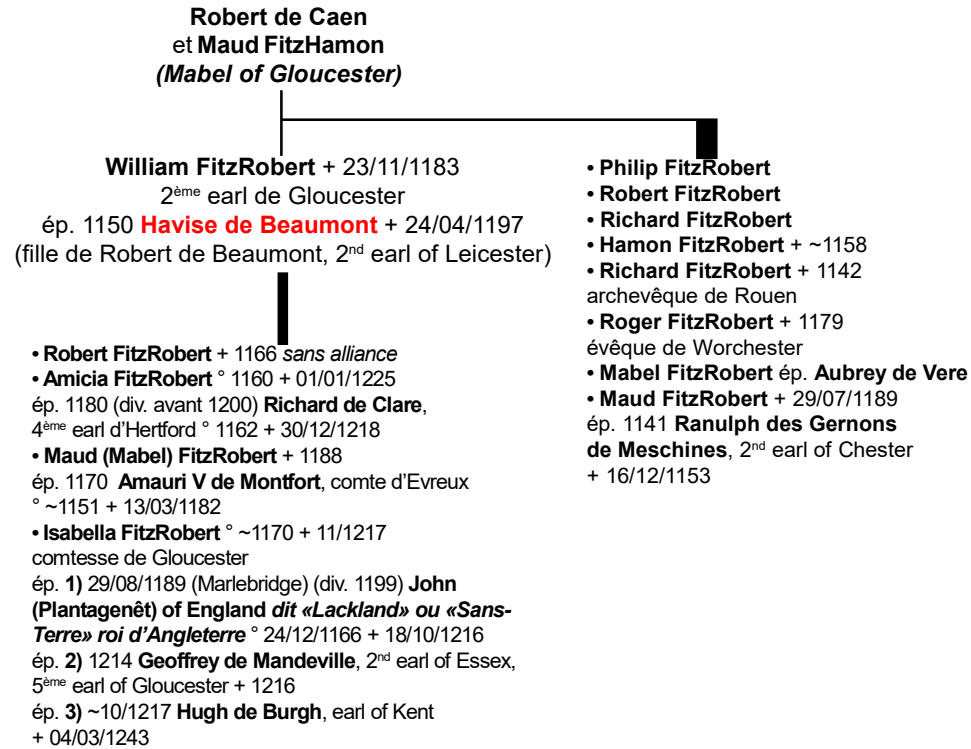 Robert de Caen
et Maud FitzHamon
(Mabel of Gloucester)
William FitzRobert + 23/11/1183
2ème earl de Gloucester
ép. 1150 Havise de Beaumont + 24/04/1197
(fille de Robert de Beaumont, 2nd earl of Leicester)
• Robert FitzRobert + 1166 sans alliance
• Amicia FitzRobert ° 1160 + 01/01/1225
ép. 1180 (div. avant 1200) Richard de Clare,
4ème earl d’Hertford ° 1162 + 30/12/1218
• Maud (Mabel) FitzRobert + 1188
ép. 1170 Amauri V de Montfort, comte d’Evreux
° ~1151 + 13/03/1182
• Isabella FitzRobert ° ~1170 + 11/1217
comtesse de Gloucester
ép. 1) 29/08/1189 (Marlebridge) (div. 1199) John
(Plantagenêt) of England dit «Lackland» ou «Sans-
Terre» roi d’Angleterre ° 24/12/1166 + 18/10/1216
ép. 2) 1214 Geoffrey de Mandeville, 2nd earl of Essex,
5ème earl of Gloucester + 1216
ép. 3) ~10/1217 Hugh de Burgh, earl of Kent
+ 04/03/1243
• Philip FitzRobert
• Robert FitzRobert
• Richard FitzRobert
• Hamon FitzRobert + ~1158
• Richard FitzRobert + 1142
archevêque de Rouen
• Roger FitzRobert + 1179
évêque de Worchester
• Mabel FitzRobert ép. Aubrey de Vere
• Maud FitzRobert + 29/07/1189
ép. 1141 Ranulph des Gernons
de Meschines, 2nd earl of Chester
+ 16/12/1153